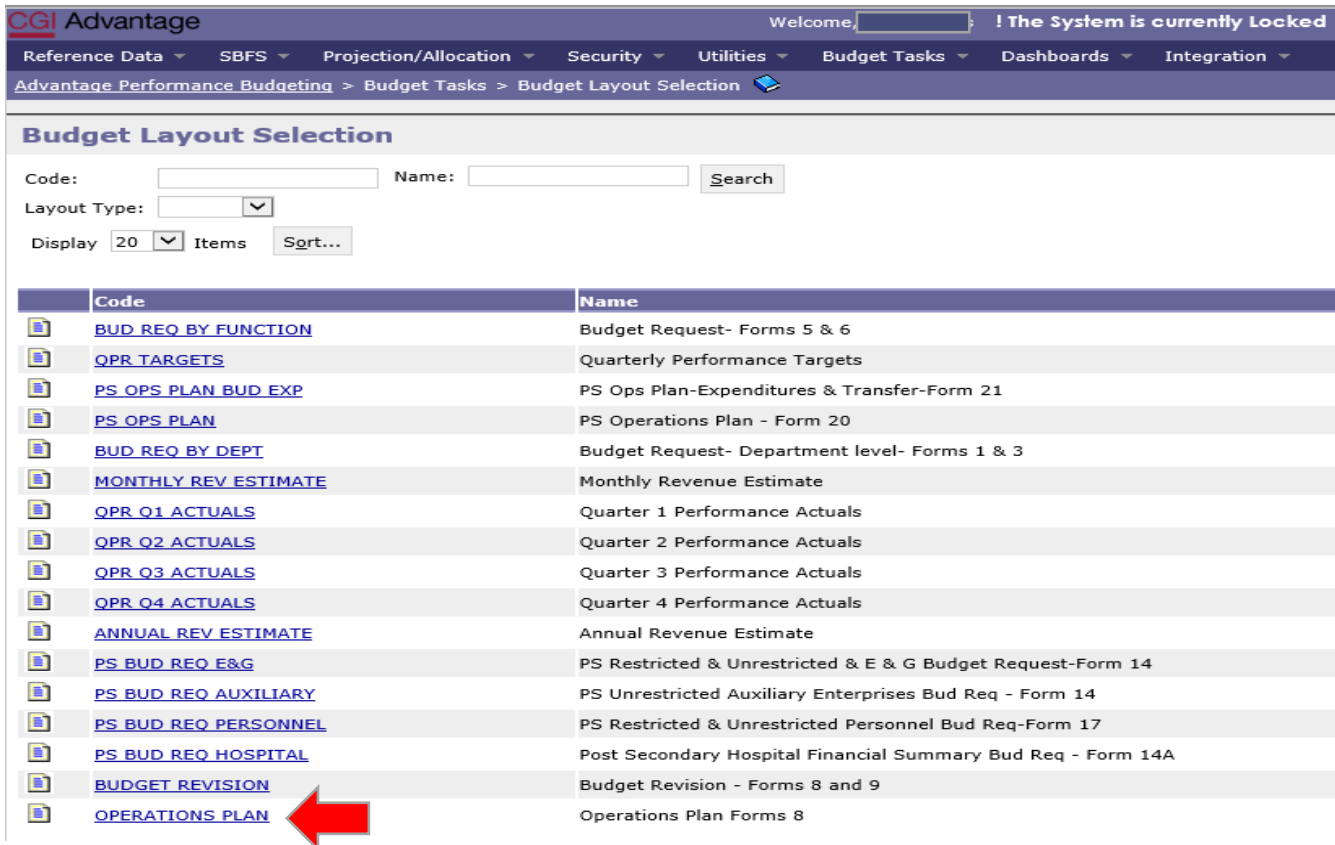 CGI Advantage Welcome, ! The System is currently Locked
Reference Data SBFS Projection/Allocation Security Utilities Budget Tasks Dashboards Integration
Advantage Performance Budgeting > Budget Tasks > Budget Layout Selection
Budget Layout Selection
Code: Name: Search
Layout Type:
Display 20 Items Sort...
Code Name
BUD REQ BY FUNCTION Budget Request- Forms 5 & 6
QPR TARGETS Quarterly Performance Targets
PS OPS PLAN BUD EXP PS Ops Plan-Expenditures & Transfer-Form 21
PS OPS PLAN PS Operations Plan - Form 20
BUD REQ BY DEPT Budget Request- Department level- Forms 1 & 3
MONTHLY REV ESTIMATE Monthly Revenue Estimate
QPR Q1 ACTUALS Quarter 1 Performance Actuals
QPR Q2 ACTUALS Quarter 2 Performance Actuals
QPR Q3 ACTUALS Quarter 3 Performance Actuals
QPR Q4 ACTUALS Quarter 4 Performance Actuals
ANNUAL REV ESTIMATE Annual Revenue Estimate
PS BUD REQ E&G PS Restricted & Unrestricted & E & G Budget Request-Form 14
PS BUD REQ AUXILIARY PS Unrestricted Auxiliary Enterprises Bud Req - Form 14
PS BUD REQ PERSONNEL PS Restricted & Unrestricted Personnel Bud Req-Form 17
PS BUD REQ HOSPITAL Post Secondary Hospital Financial Summary Bud Req - Form 14A
BUDGET REVISION Budget Revision - Forms 8 and 9
OPERATIONS PLAN Operations Plan Forms 8